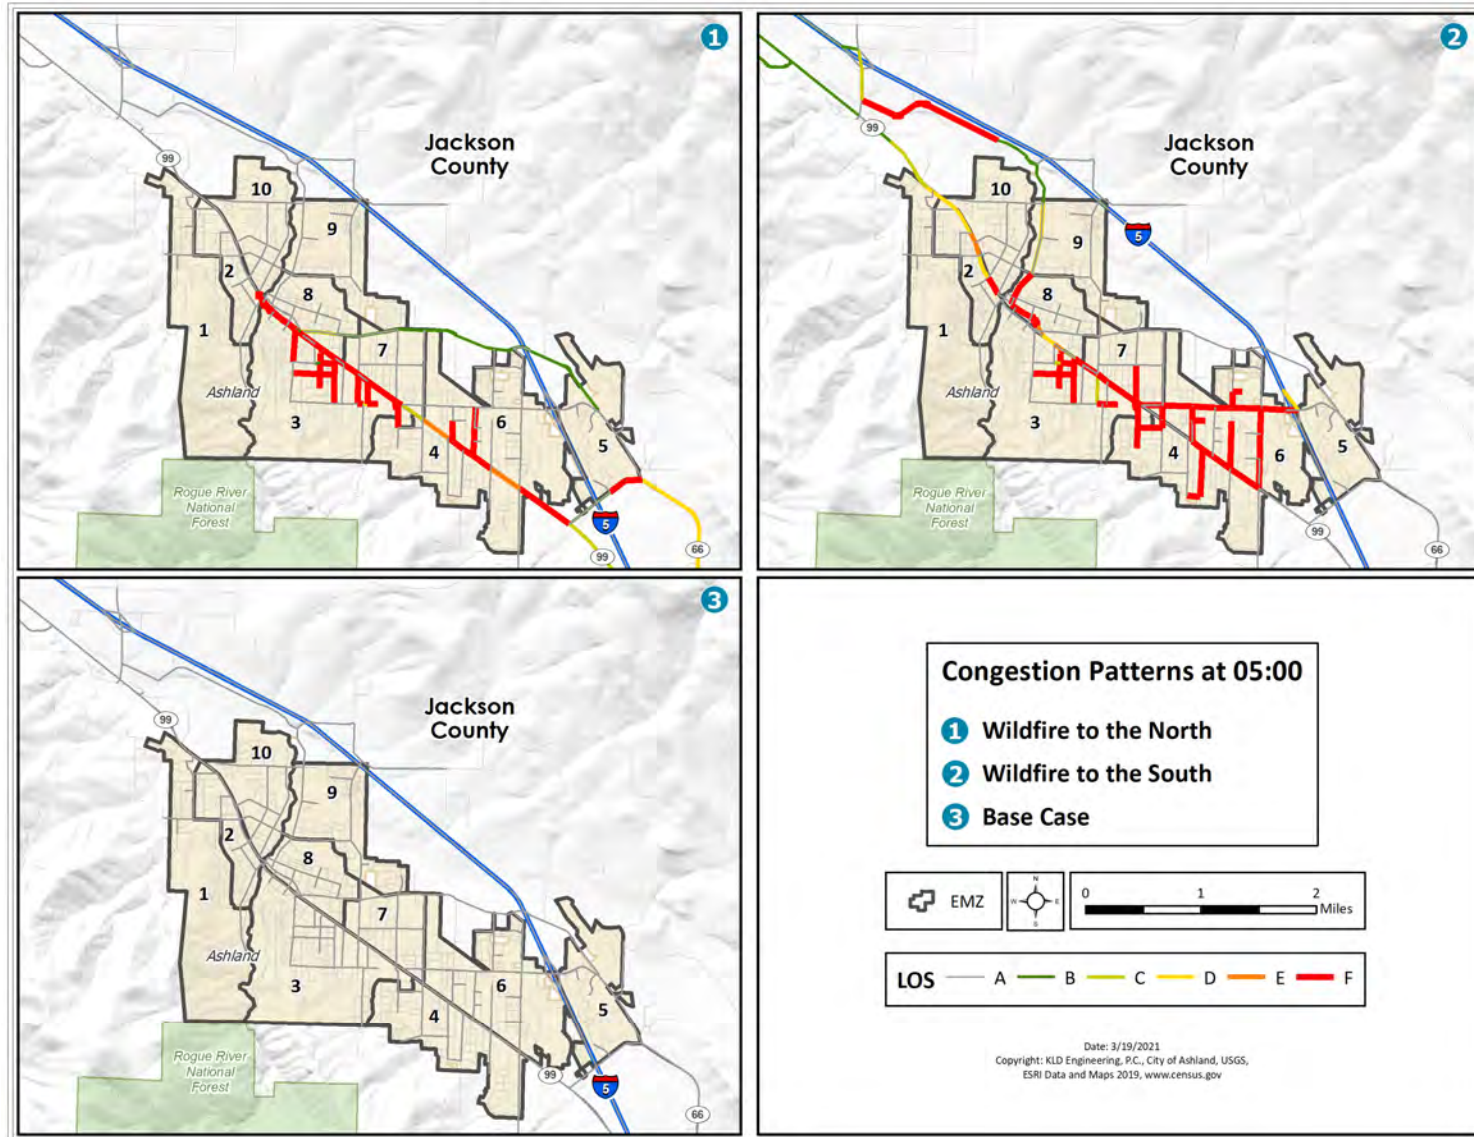 1
Jackson
County
99
10
9
2
8
1
7
Ashland
3
6
4
5
Rogue River
National
Forest
5
99
66
2
99
Jackson
County
10
5
9
2
8
1
7
Ashland
3
4
6
5
Rogue River
National
Forest
99
66
3
Jackson
County
99
10
9
2
8
1
7
Ashland
3
6
4
5
Rogue River
National
Forest
99
5
66
Congestion Patterns at 05:00
1 Wildfire to the North
2 Wildfire to the South
3 Base Case
EMZ
N
W E
S
0 1 2
Miles
LOS A B C D E F
Date: 3/19/2021
Copyright: KLD Engineering, P.C., City of Ashland, USGS,
ESRI Data and Maps 2019, www.census.gov